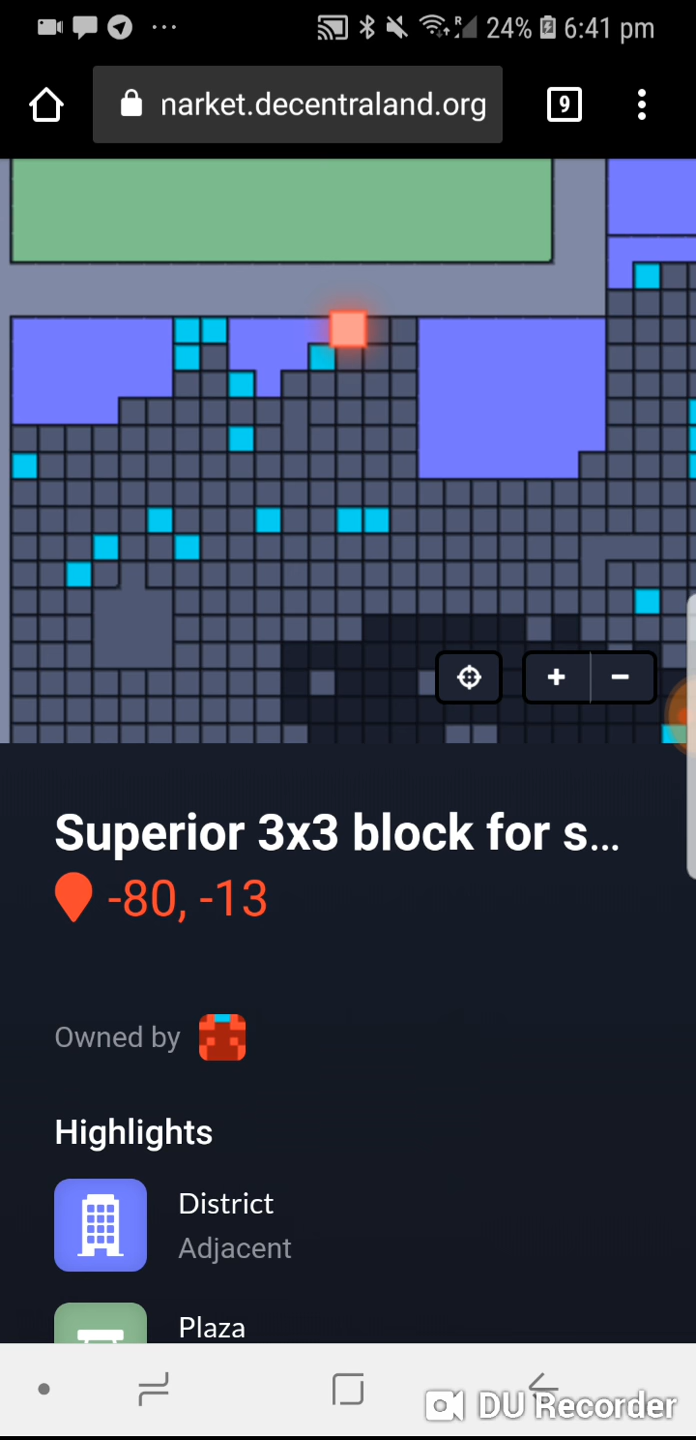 R 24% 6:41 pm
narket.decentraland.org 9
+ −
Superior 3x3 block for s...
-80, -13
Owned by
Highlights
District
Adjacent
Plaza
DU Recorder